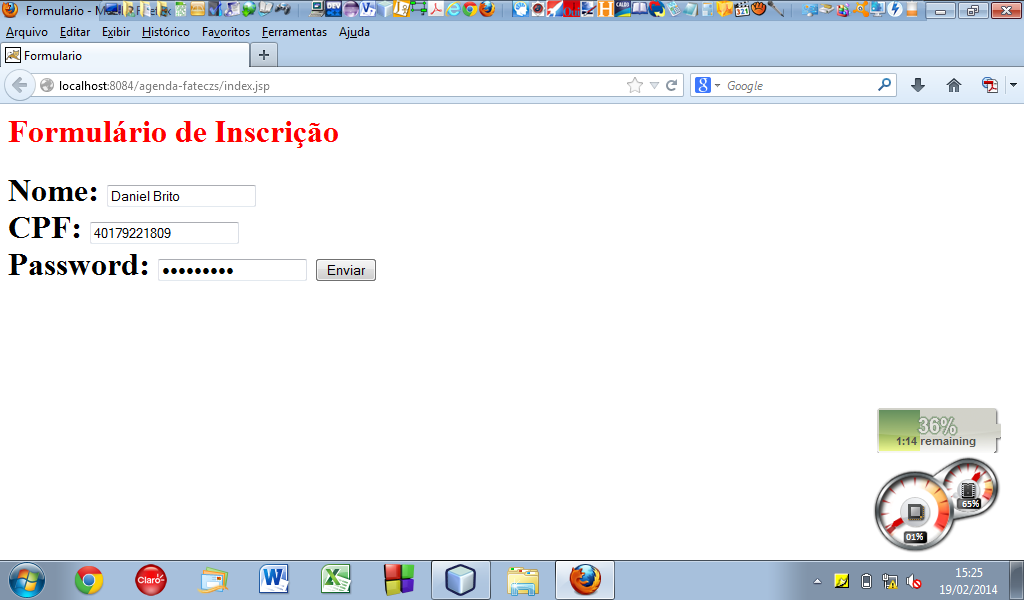 Formulario - M
Arquivo Editar Exibir Histórico Favoritos Ferramentas Ajuda
Formulario
localhost:8084/agenda-fateczs/index.jsp
Google
Formulário de Inscrição
Nome: Daniel Brito
CPF: 40179221809
Password: •••••••••
Enviar
36%
1:14 remaining
65%
01%
Claro
15:25
19/02/2014